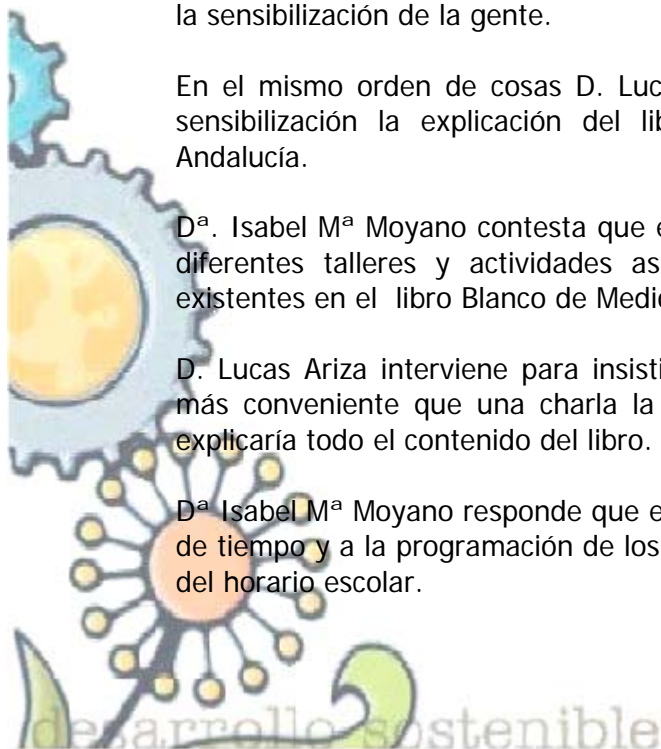 la sensibilización de la gente.
En el mismo orden de cosas D. Luc
sensibilización la explicación del lib
Andalucía.
Dª. Isabel Mª Moyano contesta que e
diferentes talleres y actividades as
existentes en el libro Blanco de Medi
D. Lucas Ariza interviene para insisti
más conveniente que una charla la
explicaría todo el contenido del libro.
Dª Isabel Mª Moyano responde que e
de tiempo y a la programación de los
del horario escolar.
desarrollo sostenible